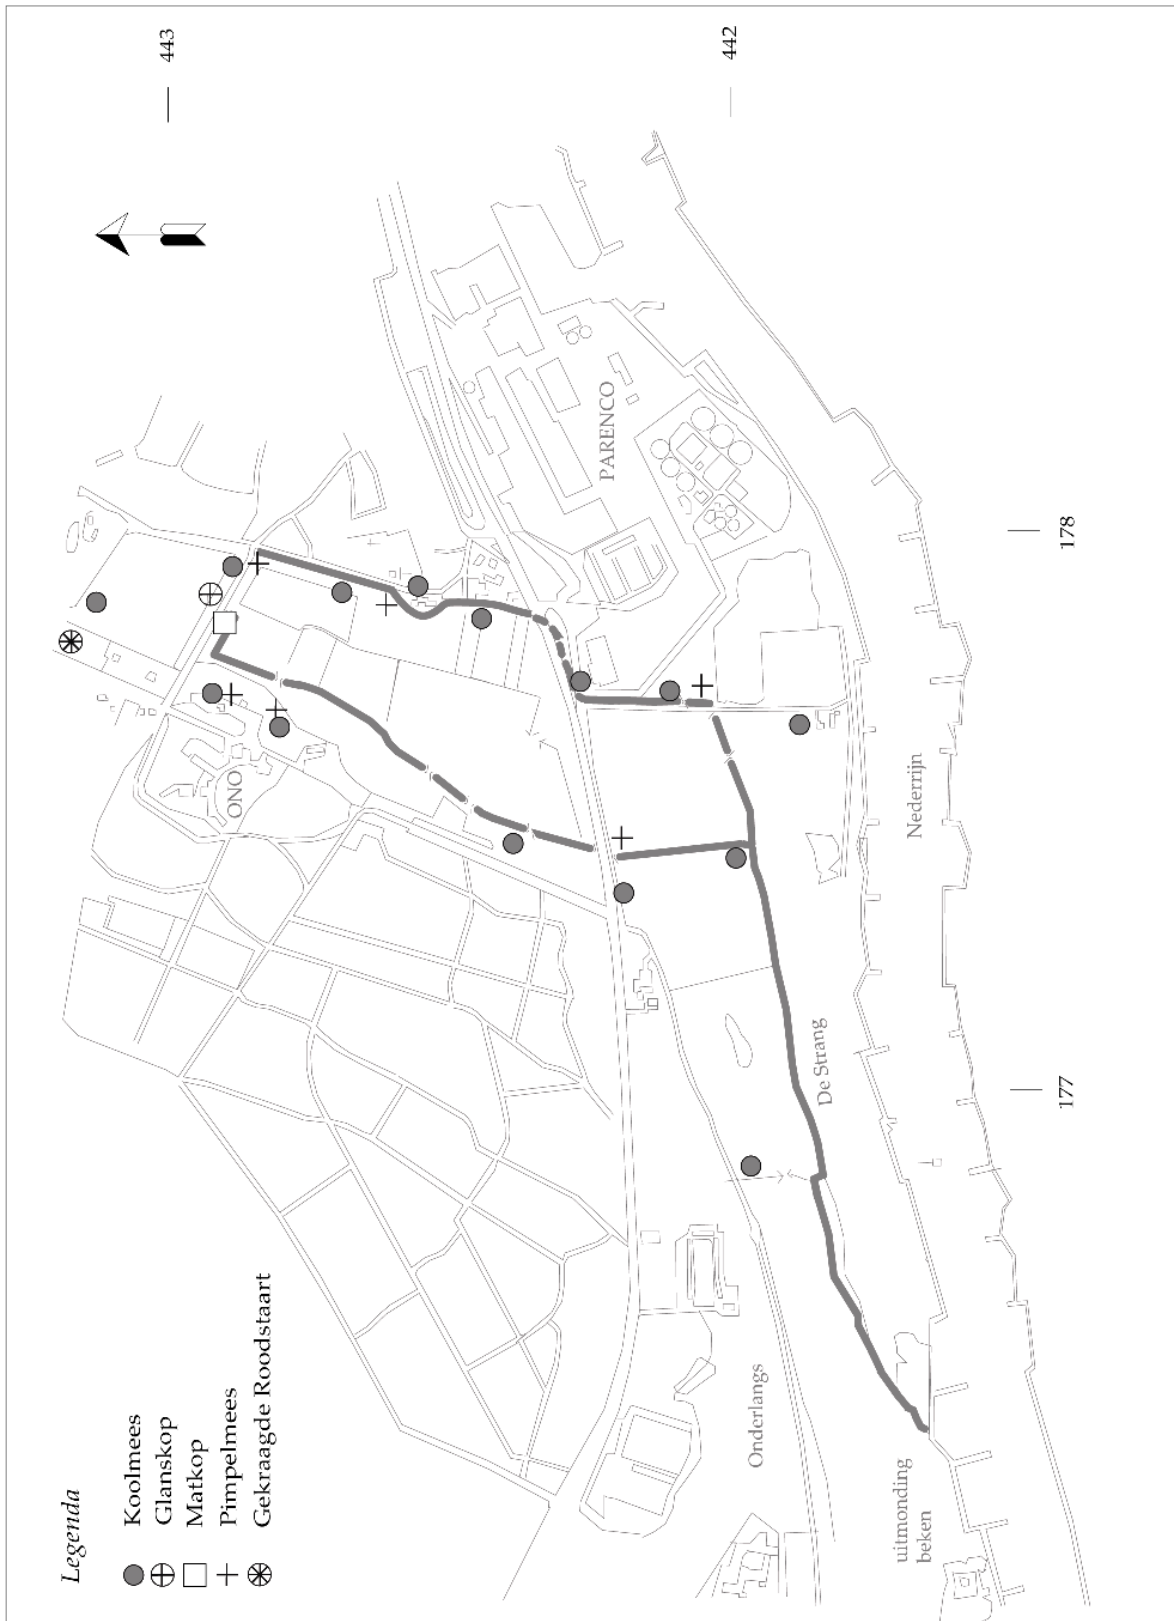 Legenda
Koolmees
Glanskop
Matkop
Pimpelmees
Gekraagde Roodstaart
443
442
178
177
PARENCO
ONO
Nederrijn
De Strang
Onderlangs
uitmonding
beken